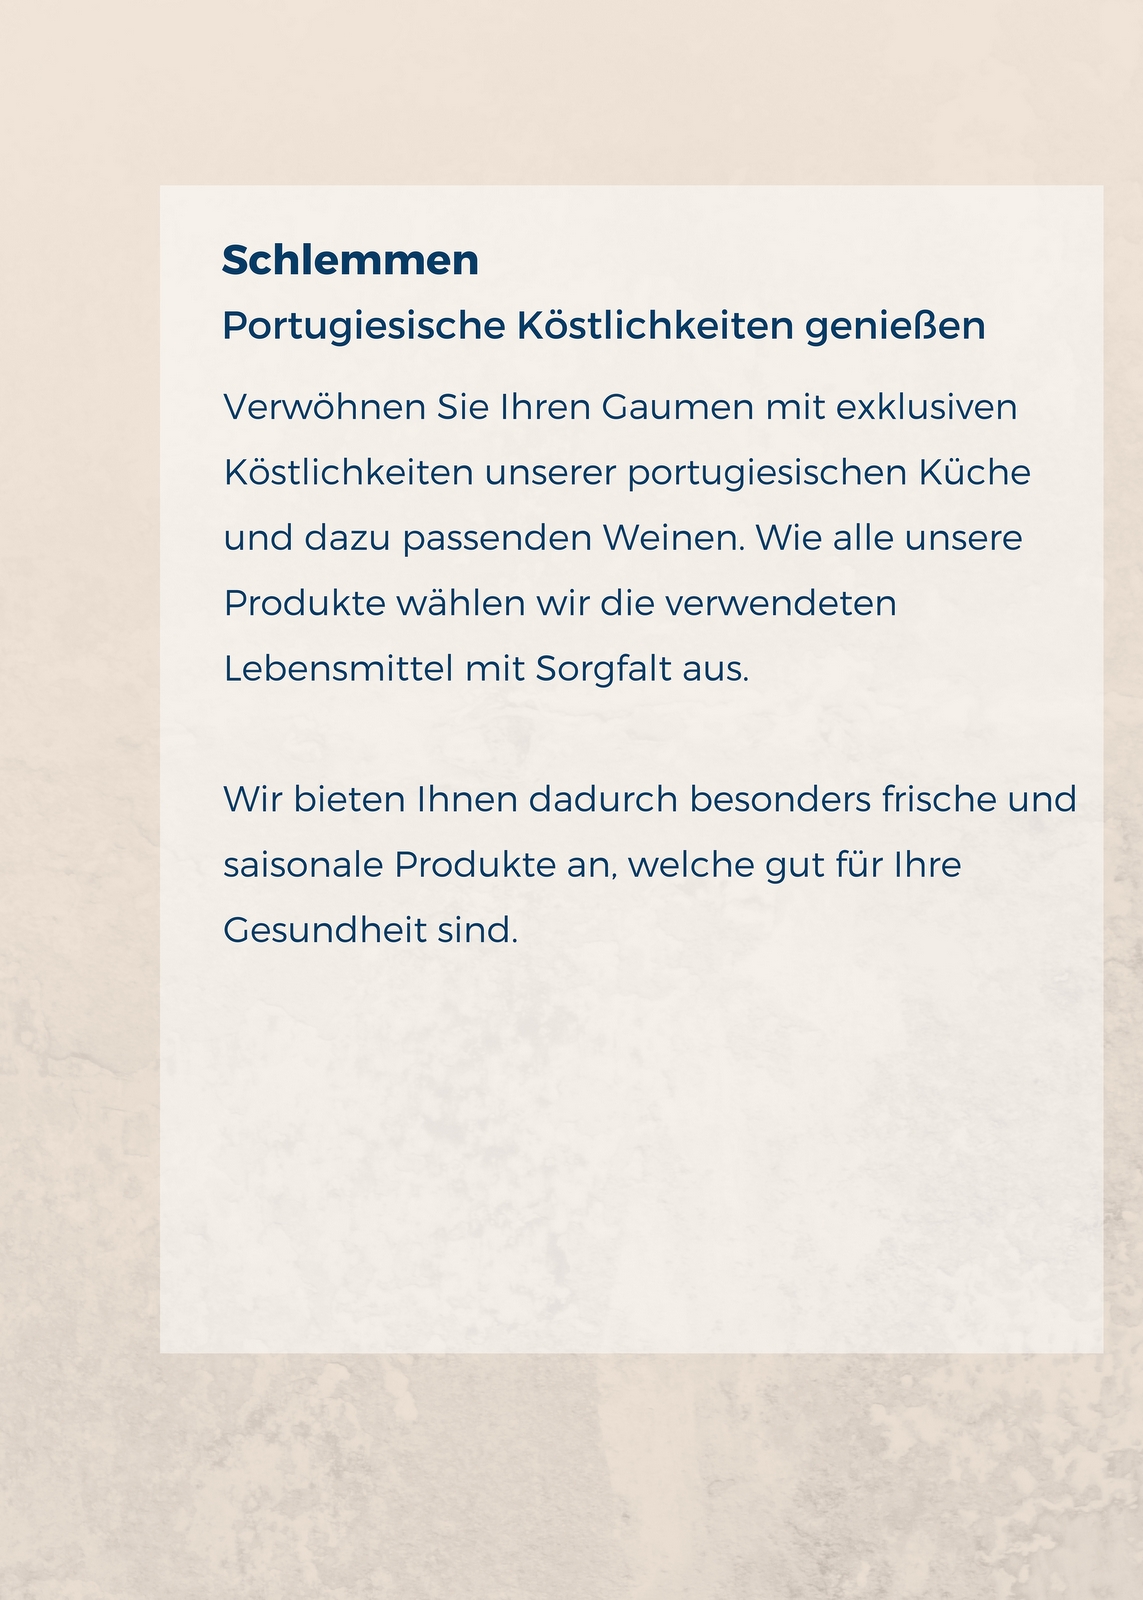 Schlemmen
Portugiesische Köstlichkeiten genießen
Verwöhnen Sie Ihren Gaumen mit exklusiven
Köstlichkeiten unserer portugiesischen Küche
und dazu passenden Weinen. Wie alle unsere
Produkte wählen wir die verwendeten
Lebensmittel mit Sorgfalt aus.
Wir bieten Ihnen dadurch besonders frische und
saisonale Produkte an, welche gut für Ihre
Gesundheit sind.